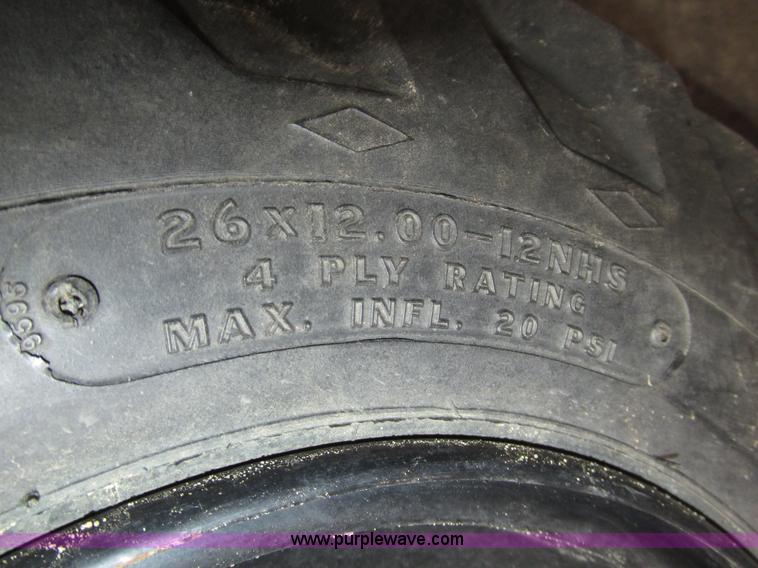 26x12.00-12NHS
4 PLY RATING
MAX. INFL. 20 PSI
www.purplewave.com